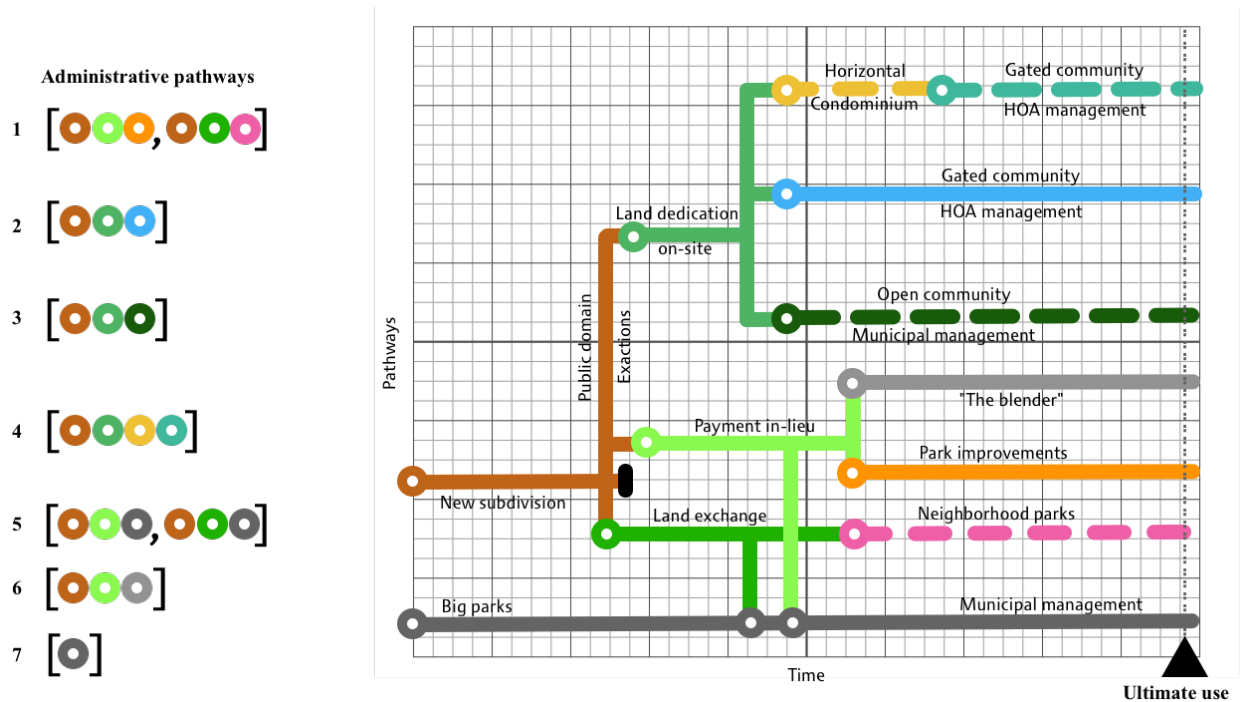 Administrative pathways
1 [ , ]
2 [ ]
3 [ ]
4 [ ]
5 [ , ]
6 [ ]
7 [ ]
Pathways
Horizontal
Condominium
Gated community
HOA management
Gated community
HOA management
Land dedication
on-site
Open community
Municipal management
Public domain
Exactions
"The blender"
Payment in-lieu
Park improvements
New subdivision
Land exchange
Neighborhood parks
Big parks
Municipal management
Time
Ultimate use